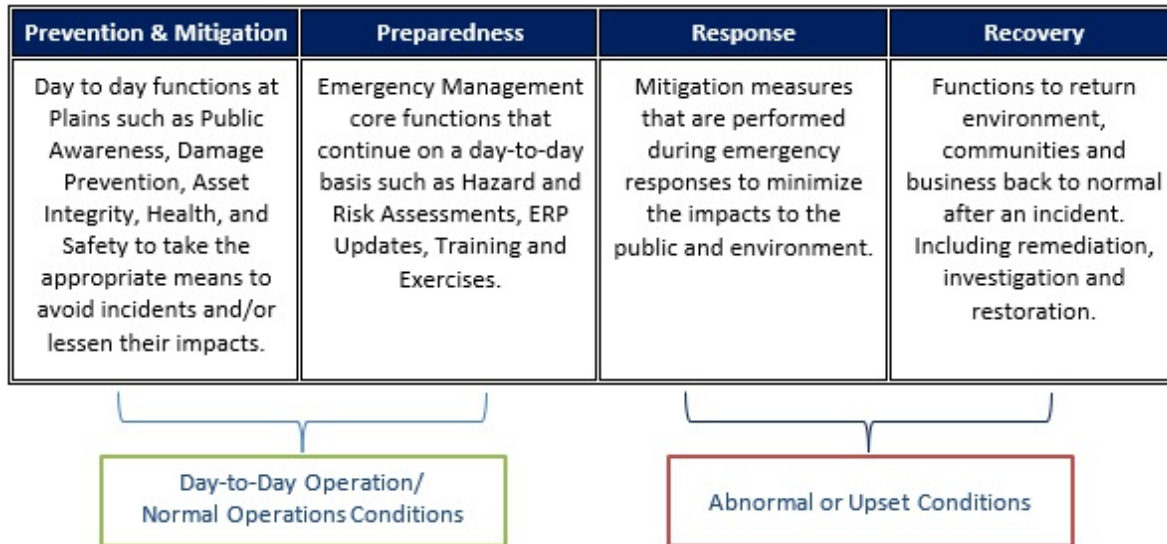 Prevention & Mitigation
Day to day functions at
Plains such as Public
Awareness, Damage
Prevention, Asset
Integrity, Health, and
Safety to take the
appropriate means to
avoid incidents and/or
lessen their impacts.
Preparedness
Emergency Management
core functions that
continue on a day-to-day
basis such as Hazard and
Risk Assessments, ERP
Updates, Training and
Exercises.
Response
Mitigation measures
that are performed
during emergency
responses to minimize
the impacts to the
public and environment.
Recovery
Functions to return
environment,
communities and
business back to normal
after an incident.
Including remediation,
investigation and
restoration.
Day-to-Day Operation/
Normal Operations Conditions
Abnormal or Upset Conditions